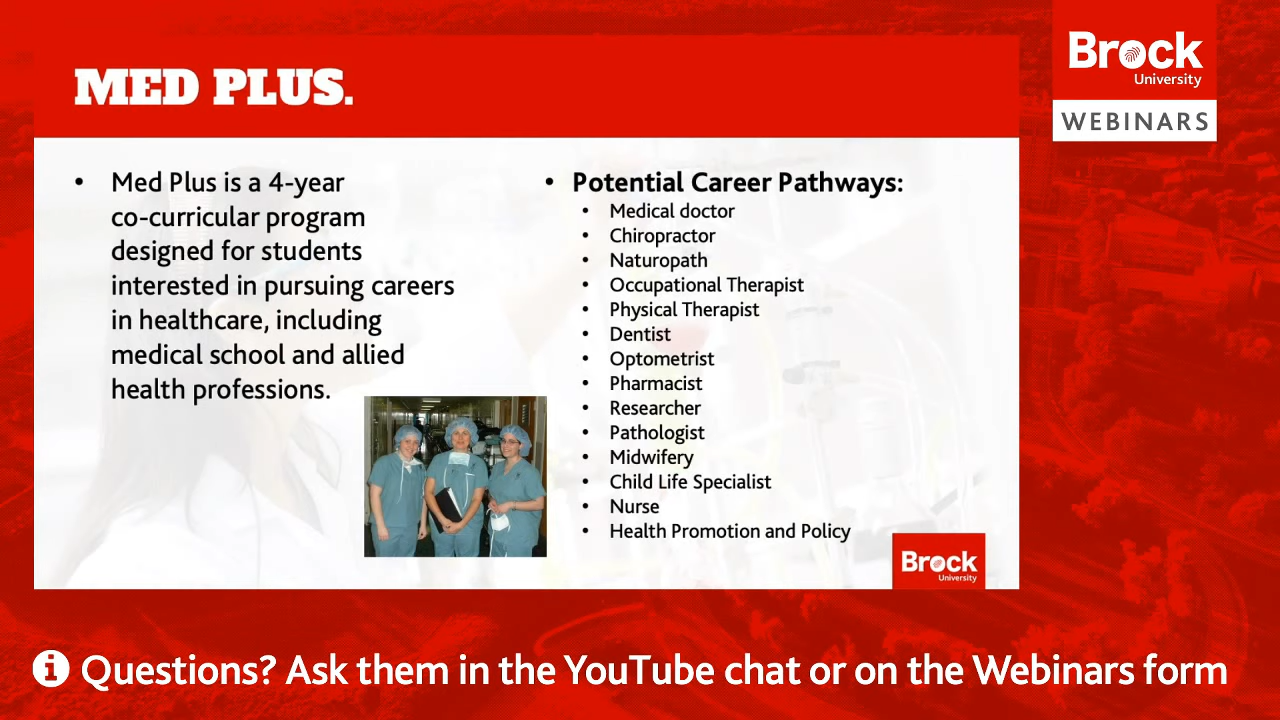 Brock
University
WEBINARS
MED PLUS.
• Med Plus is a 4-year
co-curricular program
designed for students
interested in pursuing careers
in healthcare, including
medical school and allied
health professions.
• Potential Career Pathways:
• Medical doctor
• Chiropractor
• Naturopath
• Occupational Therapist
• Physical Therapist
• Dentist
• Optometrist
• Pharmacist
• Researcher
• Pathologist
• Midwifery
• Child Life Specialist
• Nurse
• Health Promotion and Policy
Brock
University
i Questions? Ask them in the YouTube chat or on the Webinars form